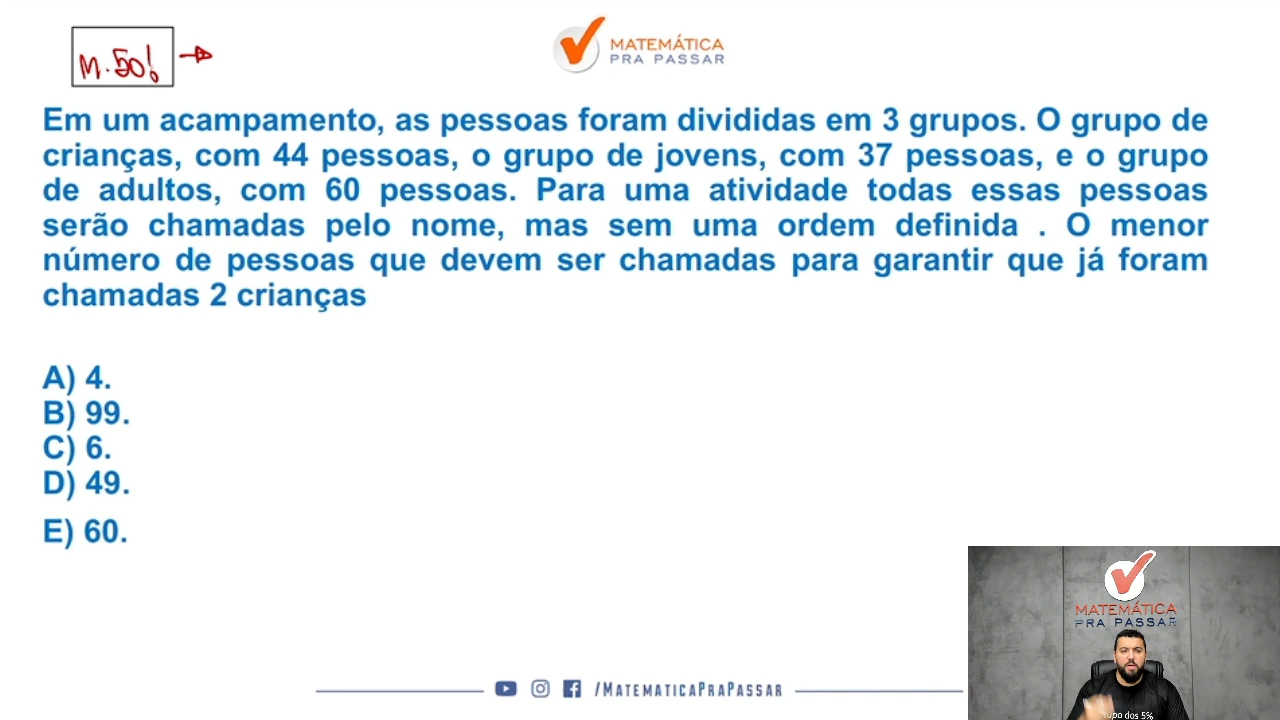 M.50!
MATEMÁTICA
PRA PASSAR
Em um acampamento, as pessoas foram divididas em 3 grupos. O grupo de
crianças, com 44 pessoas, o grupo de jovens, com 37 pessoas, e o grupo
de adultos, com 60 pessoas. Para uma atividade todas essas pessoas
serão chamadas pelo nome, mas sem uma ordem definida . O menor
número de pessoas que devem ser chamadas para garantir que já foram
chamadas 2 crianças
A) 4.
B) 99.
C) 6.
D) 49.
E) 60.
MATEMÁTICA
PRA PASSAR
dos 5%
/MATEMATICAPRAPASSAR